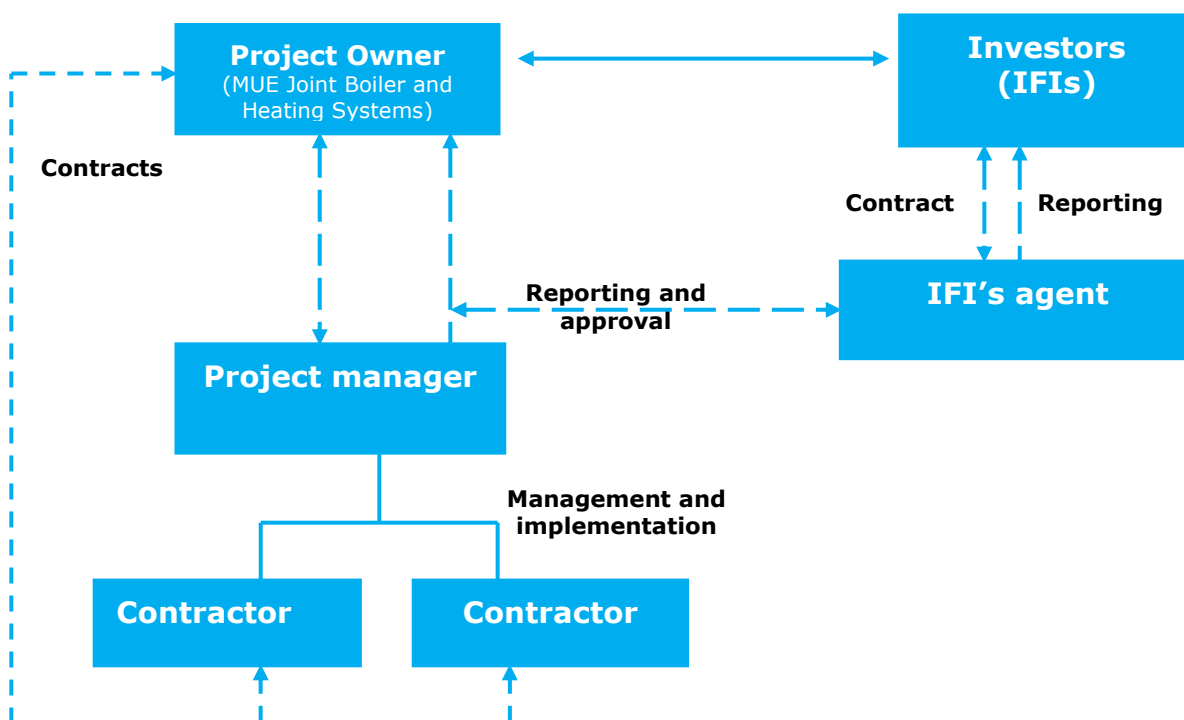 Project Owner
(MUE Joint Boiler and
Heating Systems)
Investors
(IFIs)
Contracts
Contract
Reporting
IFI’s agent
Reporting and
approval
Project manager
Management and
implementation
Contractor
Contractor